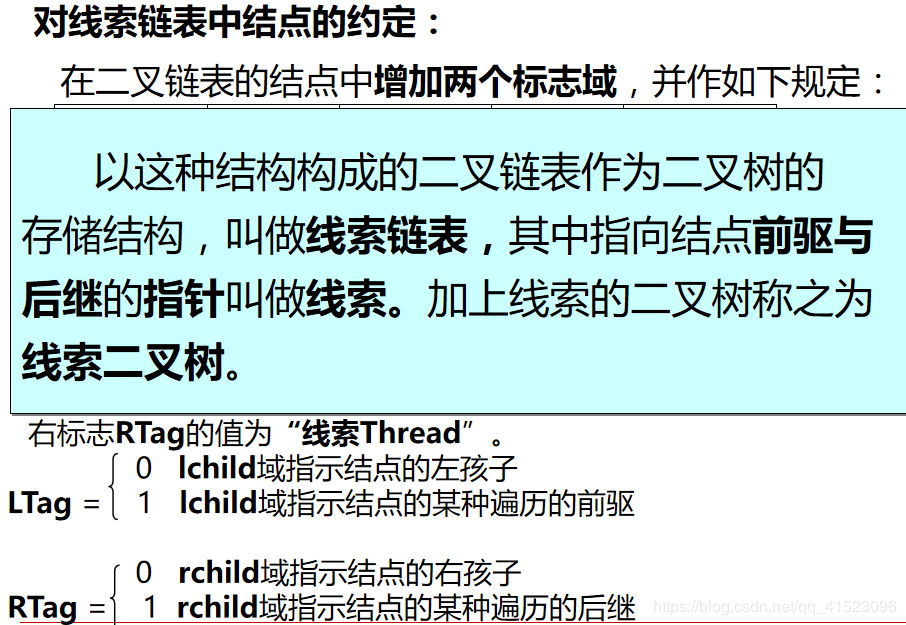 对线索链表中结点的约定：
在二叉链表的结点中增加两个标志域，并作如下规定：
以这种结构构成的二叉链表作为二叉树的
存储结构，叫做线索链表，其中指向结点前驱与
后继的指针叫做线索。加上线索的二叉树称之为
线索二叉树。
右标志RTag的值为“线索Thread”。
0 lchild域指示结点的左孩子
LTag =
1 lchild域指示结点的某种遍历的前驱
0 rchild域指示结点的右孩子
RTag =
1 rchild域指示结点的某种遍历的后继
https://blog.csdn.net/qq_41523096